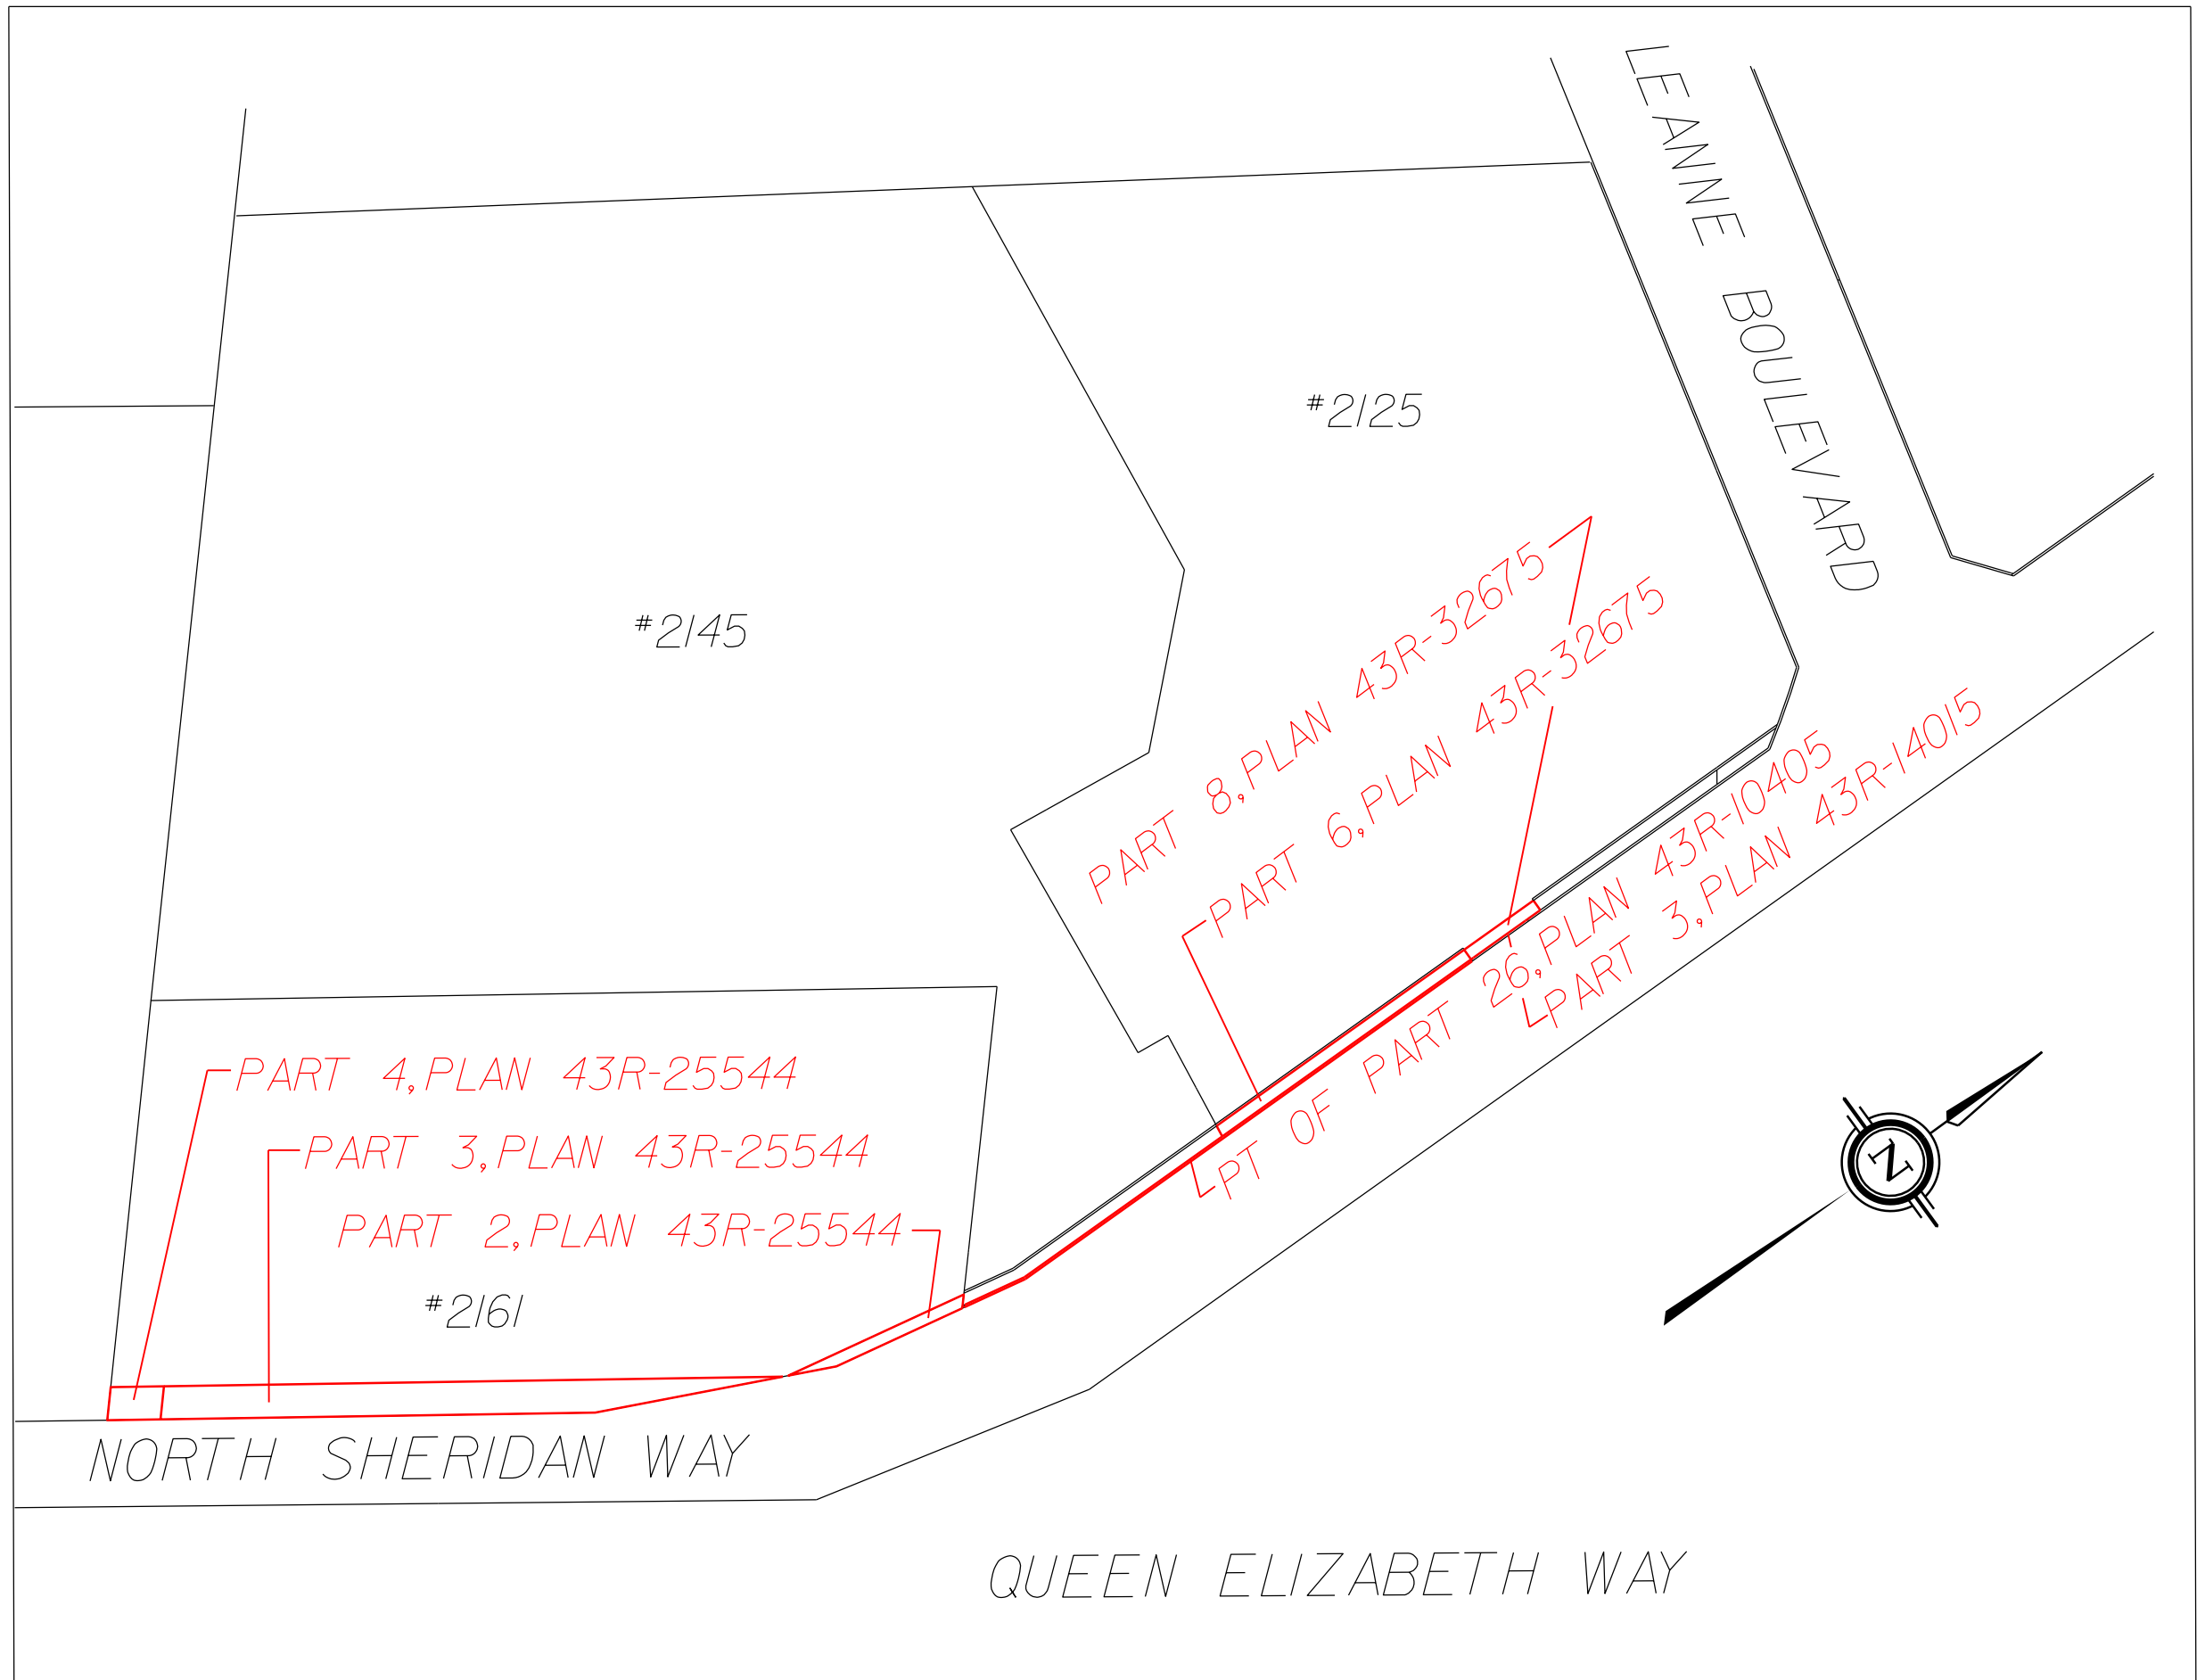 LEANNE BOULEVARD
#2125
#2145
PART 8,PLAN 43R-32675
PART 6,PLAN 43R-32675
PT OF PART 26,PLAN 43R-10405
PART 3,PLAN 43R-14015
PART 4,PLAN 43R-25544
PART 3,PLAN 43R-25544
PART 2,PLAN 43R-25544
#2161
N
NORTH SHERIDAN WAY
QUEEN ELIZABETH WAY